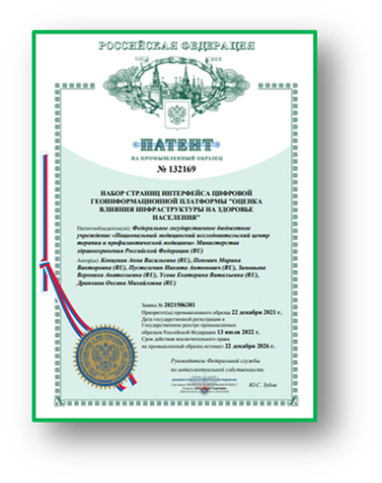 РОССИЙСКАЯ ФЕДЕРАЦИЯ
ПАТЕНТ
НА ПРОМЫШЛЕННЫЙ ОБРАЗЕЦ
№ 132169
НАБОР СТРАНИЦ ИНТЕРФЕЙСА ЦИФРОВОЙ
ГЕОИНФОРМАЦИОННОЙ ПЛАТФОРМЫ "ОЦЕНКА
ВЛИЯНИЯ ИНФРАСТРУКТУРЫ НА ЗДОРОВЬЕ
НАСЕЛЕНИЯ"
Патентообладатель: Федеральное государственное бюджетное
учреждение «Национальный медицинский исследовательский центр
терапии и профилактической медицины» Министерства
здравоохранения Российской Федерации (RU)
Автор(ы): Концевая Анна Васильевна (RU), Попович Марина
Викторовна (RU), Пустеленин Никита Антонович (RU), Зиновьева
Вероника Анатольевна (RU), Усова Екатерина Витальевна (RU),
Драпкина Оксана Михайловна (RU)
Заявка № 2021506301
Приоритет(ы) промышленного образца 22 декабря 2021 г.
Дата государственной регистрации в
Государственном реестре промышленных
образцов Российской Федерации 13 июля 2022 г.
Срок действия исключительного права
на промышленный образец истекает 22 декабря 2026 г.
Руководитель Федеральной службы
по интеллектуальной собственности
Ю.С. Зубов